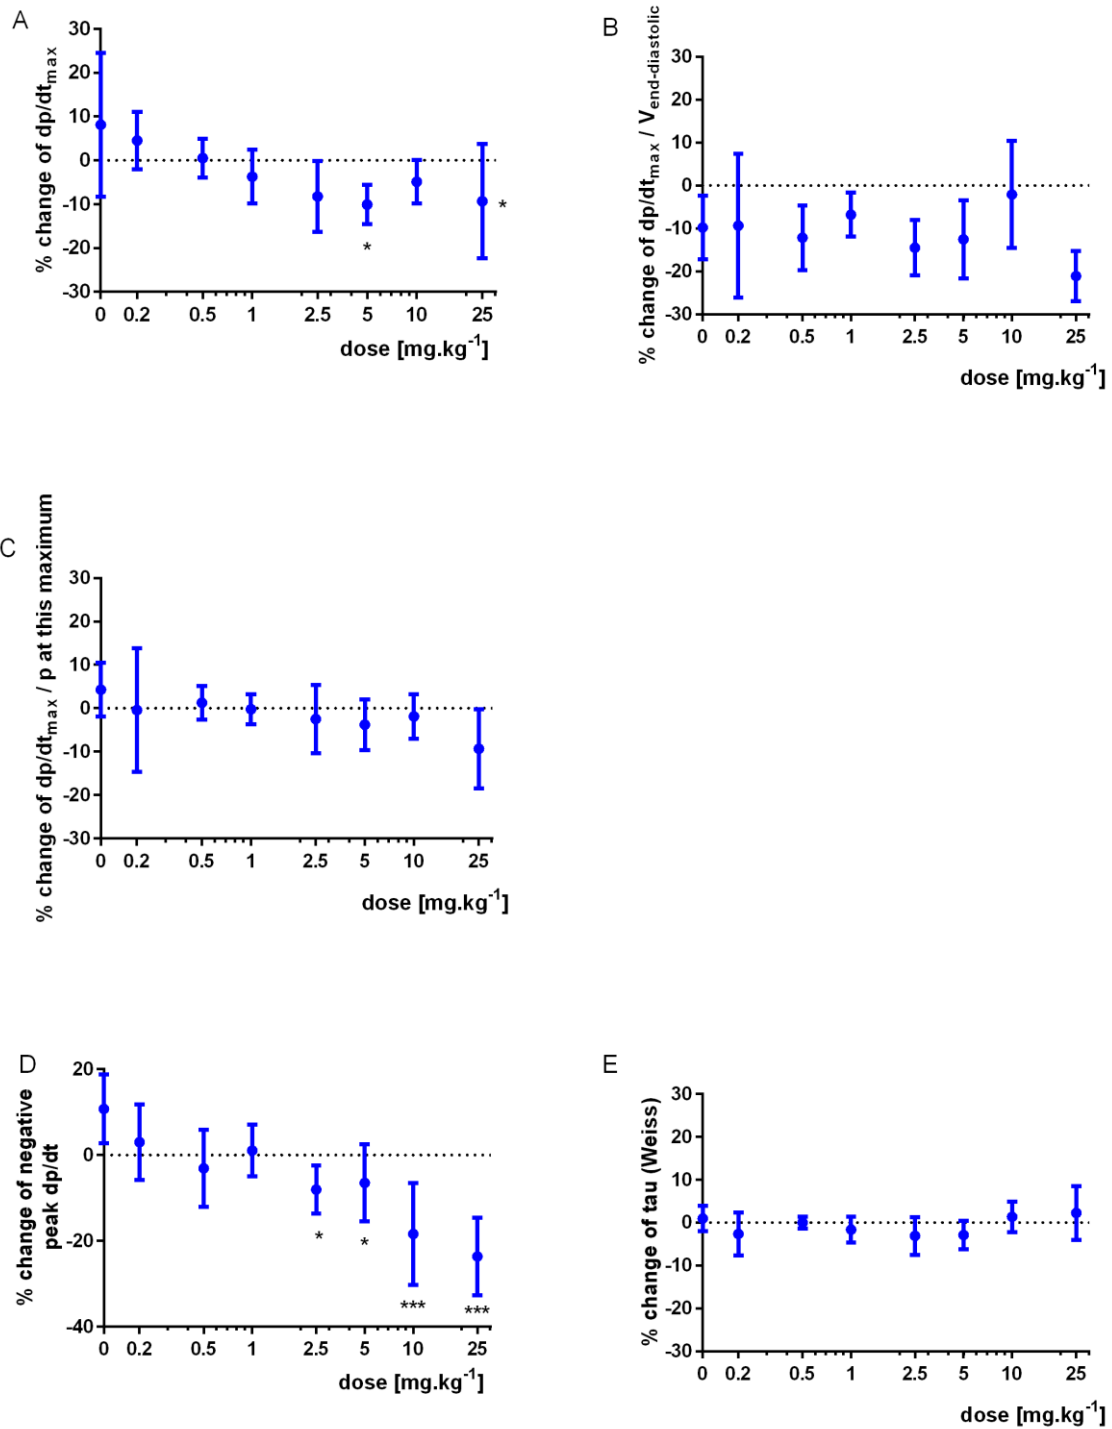 A
% change of dp/dtmax
30
20
10
0
-10
-20
-30
*
*
0 0.2 0.5 1 2.5 5 10 25
dose [mg.kg-1]
B
% change of dp/dtmax / Vend-diastolic
30
20
10
0
-10
-20
-30
0 0.2 0.5 1 2.5 5 10 25
dose [mg.kg-1]
C
% change of dp/dtmax / p at this maximum
30
20
10
0
-10
-20
-30
0 0.2 0.5 1 2.5 5 10 25
dose [mg.kg-1]
D
% change of negative
peak dp/dt
20
0
-20
-40
* * *** ***
0 0.2 0.5 1 2.5 5 10 25
dose [mg.kg-1]
E
% change of tau (Weiss)
30
20
10
0
-10
-20
-30
0 0.2 0.5 1 2.5 5 10 25
dose [mg.kg-1]